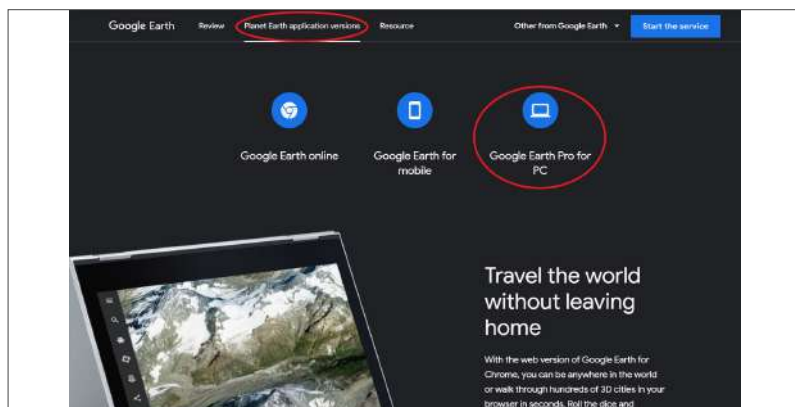 Google Earth Review Planet Earth application versions Resource Other from Google Earth Start the service
Google Earth online
Google Earth for
mobile
Google Earth Pro for
PC
Travel the world
without leaving
home
With the web version of Google Earth for
Chrome, you can be anywhere in the world
or walk through hundreds of 3D cities in your
browser in seconds. Roll the dice and